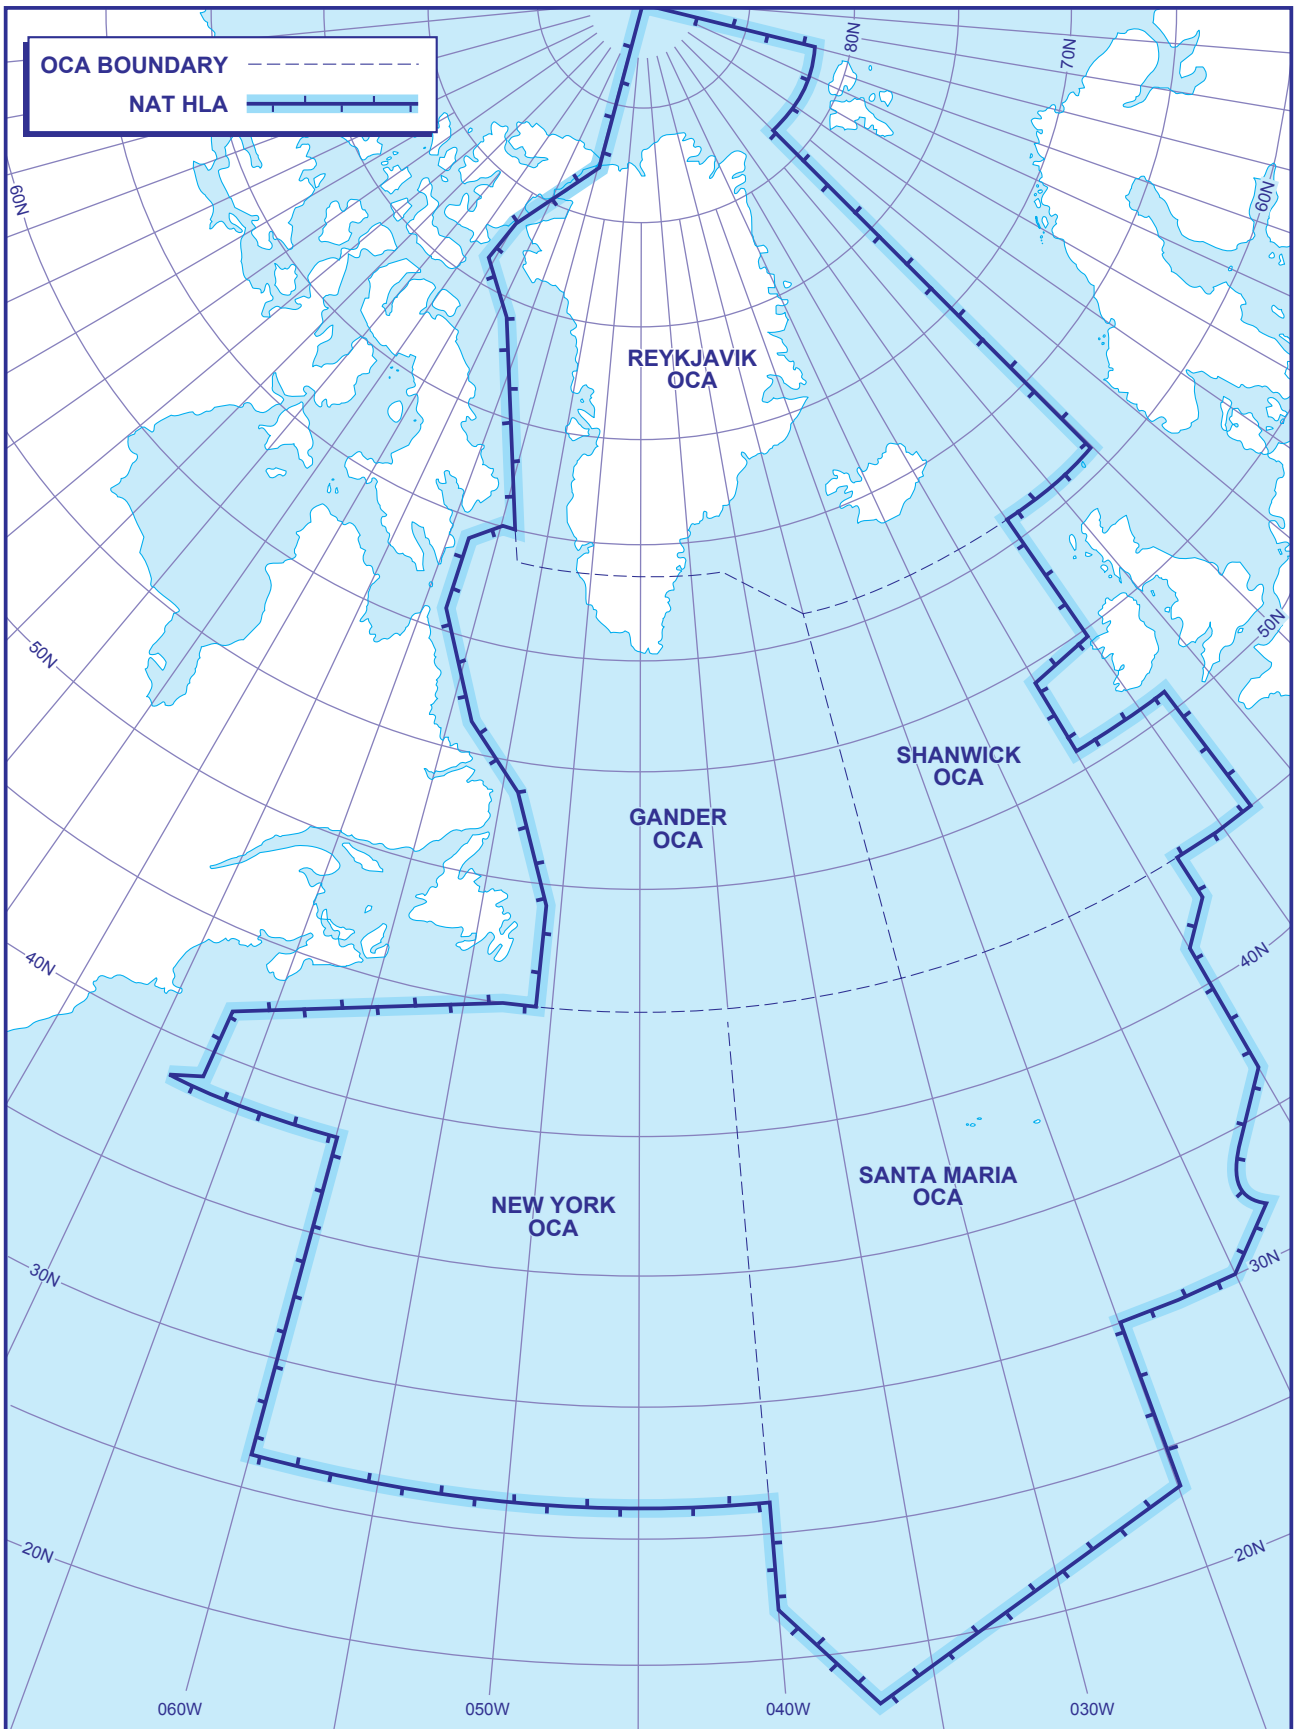 OCA BOUNDARY
NAT HLA
80N
70N
60N
60N
REYKJAVIK
OCA
50N
50N
SHANWICK
OCA
GANDER
OCA
40N
40N
SANTA MARIA
OCA
NEW YORK
OCA
30N
30N
20N
20N
060W
050W
040W
030W